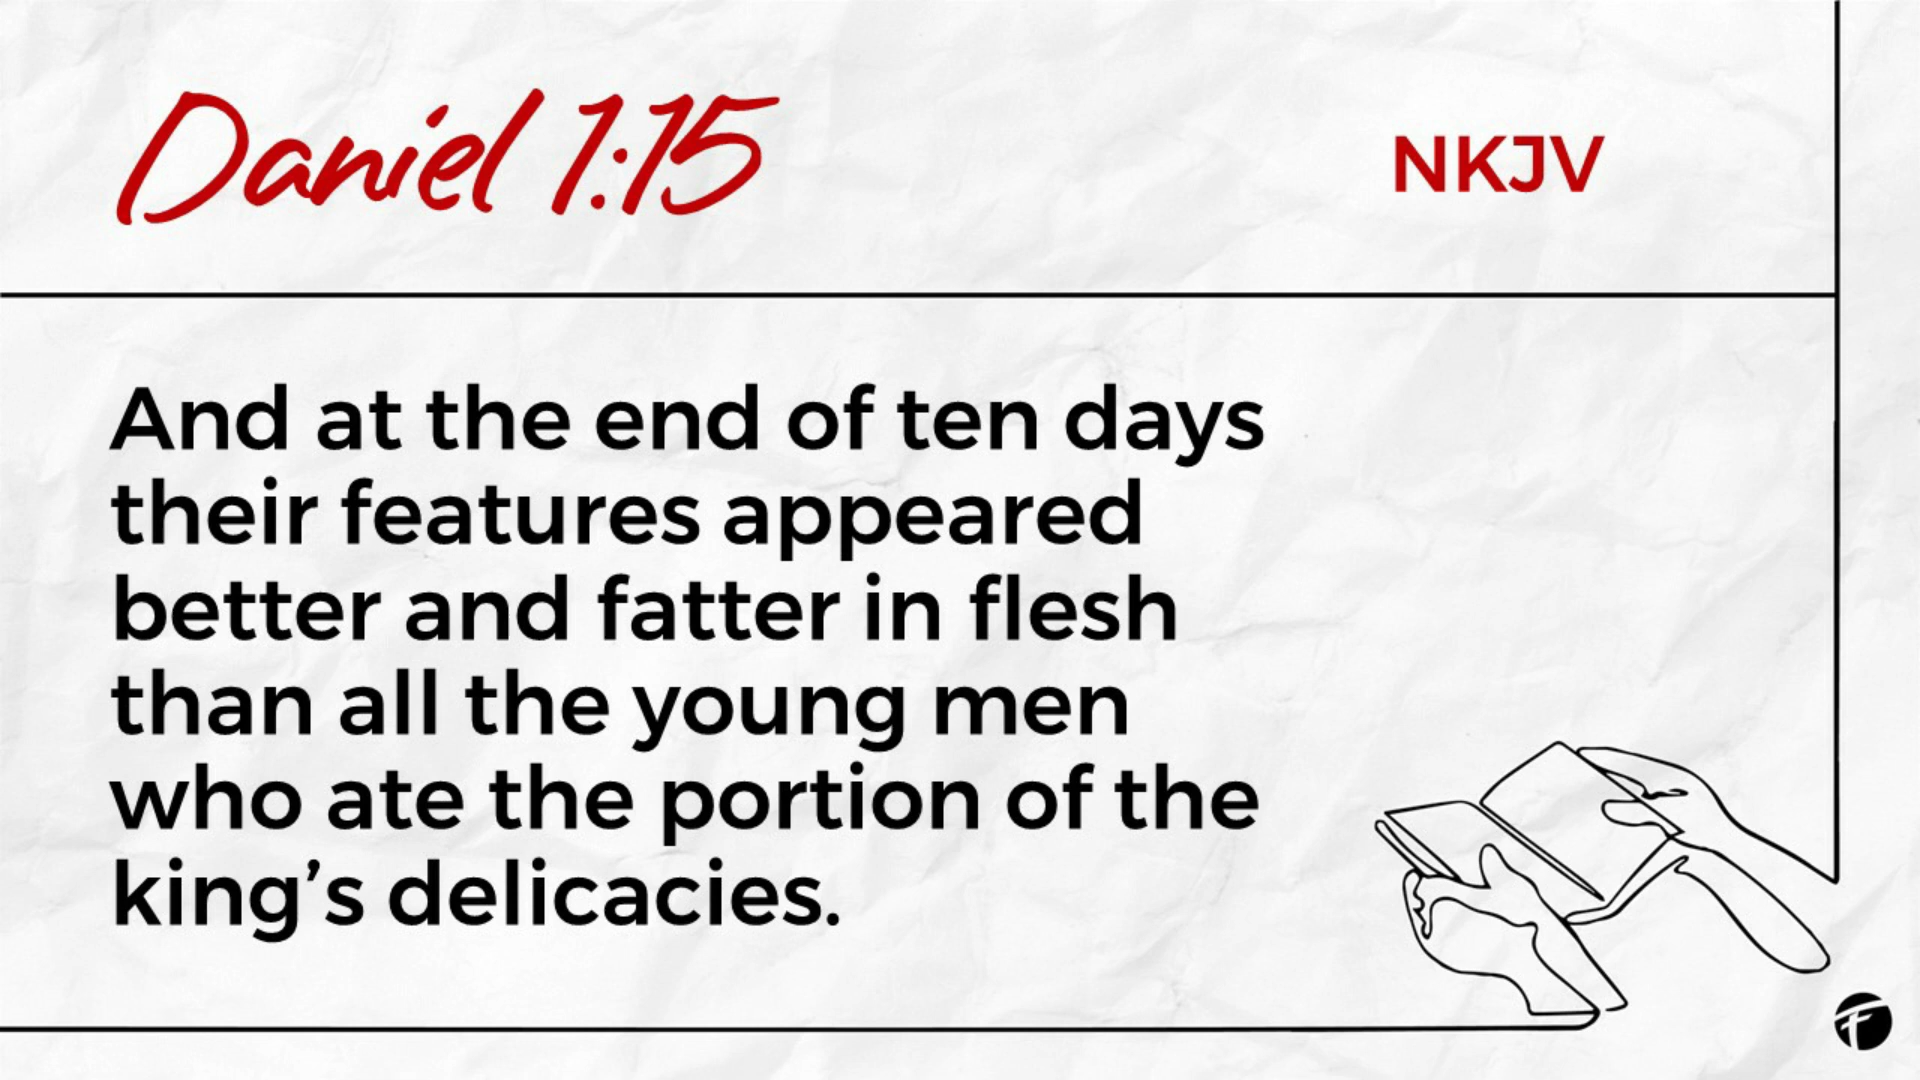 Daniel 1:15
NKJV
And at the end of ten days
their features appeared
better and fatter in flesh
than all the young men
who ate the portion of the
king’s delicacies.